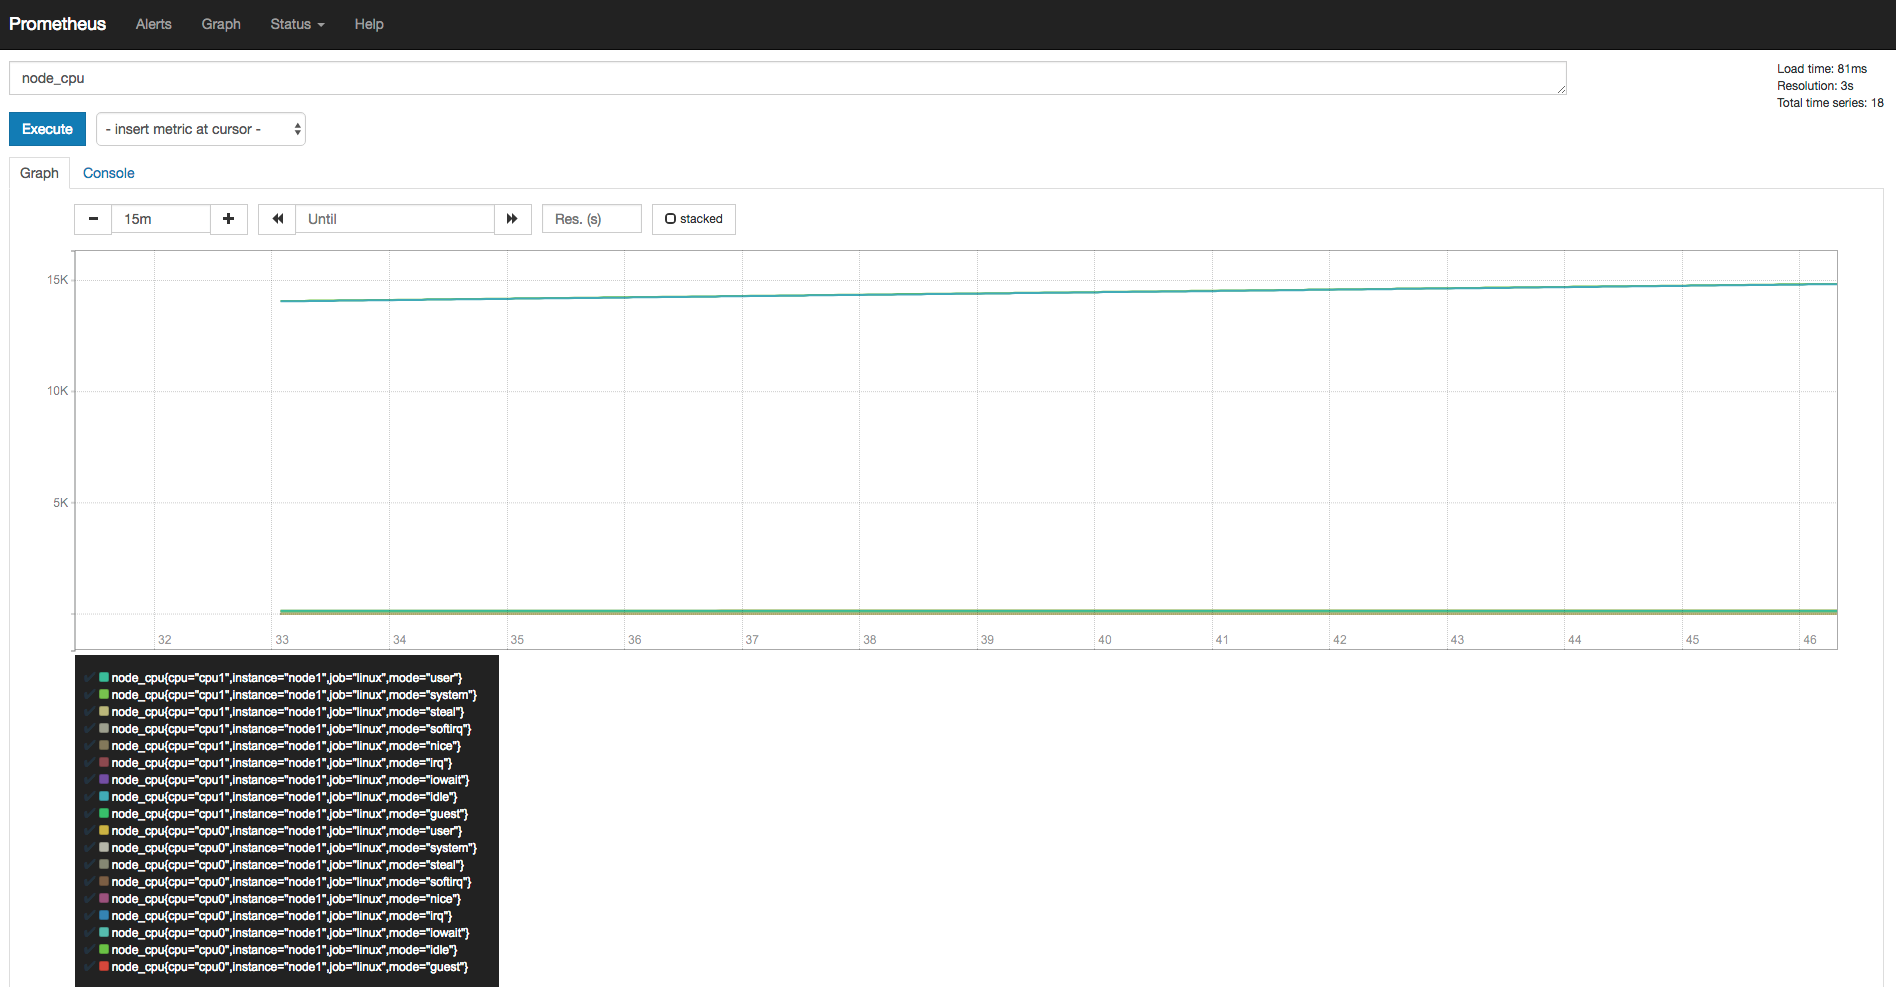 Prometheus Alerts Graph Status Help
node_cpu
Load time: 81ms
Resolution: 3s
Total time series: 18
Execute - insert metric at cursor -
Graph Console
15m Until Res. (s) stacked
15K
10K
5K
32 33 34 35 36 37 38 39 40 41 42 43 44 45 46
node_cpu{cpu="cpu1",instance="node1",job="linux",mode="user"}
node_cpu{cpu="cpu1",instance="node1",job="linux",mode="system"}
node_cpu{cpu="cpu1",instance="node1",job="linux",mode="steal"}
node_cpu{cpu="cpu1",instance="node1",job="linux",mode="softirq"}
node_cpu{cpu="cpu1",instance="node1",job="linux",mode="nice"}
node_cpu{cpu="cpu1",instance="node1",job="linux",mode="irq"}
node_cpu{cpu="cpu1",instance="node1",job="linux",mode="iowait"}
node_cpu{cpu="cpu1",instance="node1",job="linux",mode="idle"}
node_cpu{cpu="cpu1",instance="node1",job="linux",mode="guest"}
node_cpu{cpu="cpu0",instance="node1",job="linux",mode="user"}
node_cpu{cpu="cpu0",instance="node1",job="linux",mode="system"}
node_cpu{cpu="cpu0",instance="node1",job="linux",mode="steal"}
node_cpu{cpu="cpu0",instance="node1",job="linux",mode="softirq"}
node_cpu{cpu="cpu0",instance="node1",job="linux",mode="nice"}
node_cpu{cpu="cpu0",instance="node1",job="linux",mode="irq"}
node_cpu{cpu="cpu0",instance="node1",job="linux",mode="iowait"}
node_cpu{cpu="cpu0",instance="node1",job="linux",mode="idle"}
node_cpu{cpu="cpu0",instance="node1",job="linux",mode="guest"}